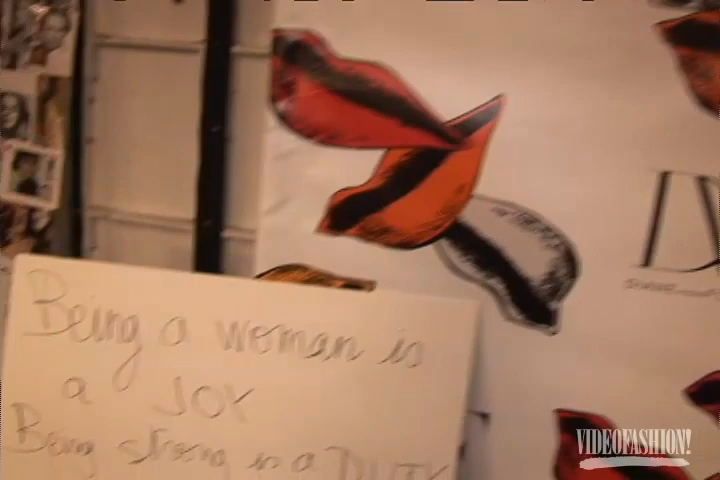 Being a woman is
a JOY
Being strong is a DUTY
VIDEOFASHION!